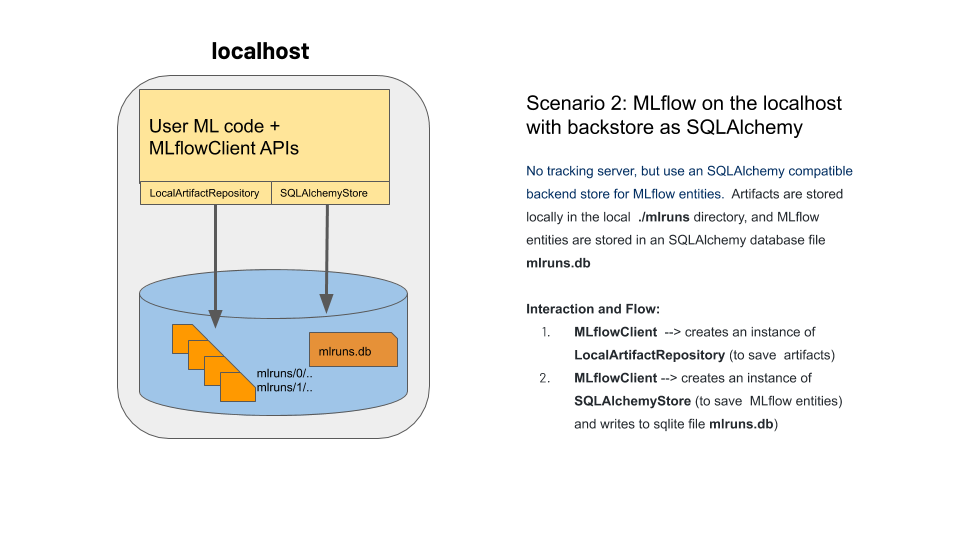 localhost
User ML code +
MLflowClient APIs
LocalArtifactRepository
SQLAlchemyStore
mlruns.db
mlruns/0/..
mlruns/1/..
Scenario 2: MLflow on the localhost
with backstore as SQLAlchemy
No tracking server, but use an SQLAlchemy compatible
backend store for MLflow entities. Artifacts are stored
locally in the local ./mlruns directory, and MLflow
entities are stored in an SQLAlchemy database file
mlruns.db
Interaction and Flow:
1. MLflowClient --> creates an instance of
LocalArtifactRepository (to save artifacts)
2. MLflowClient --> creates an instance of
SQLAlchemyStore (to save MLflow entities)
and writes to sqlite file mlruns.db)